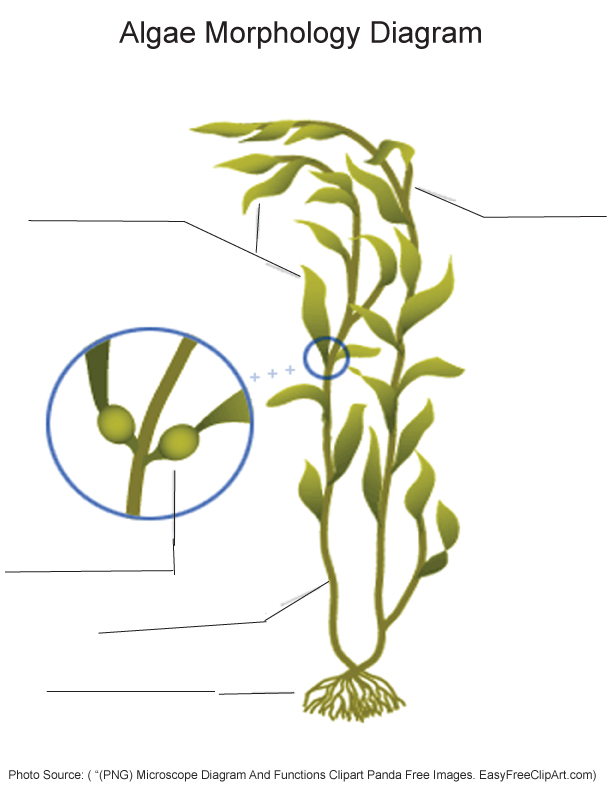 Algae Morphology Diagram
Photo Source: ( “(PNG) Microscope Diagram And Functions Clipart Panda Free Images. EasyFreeClipArt.com)